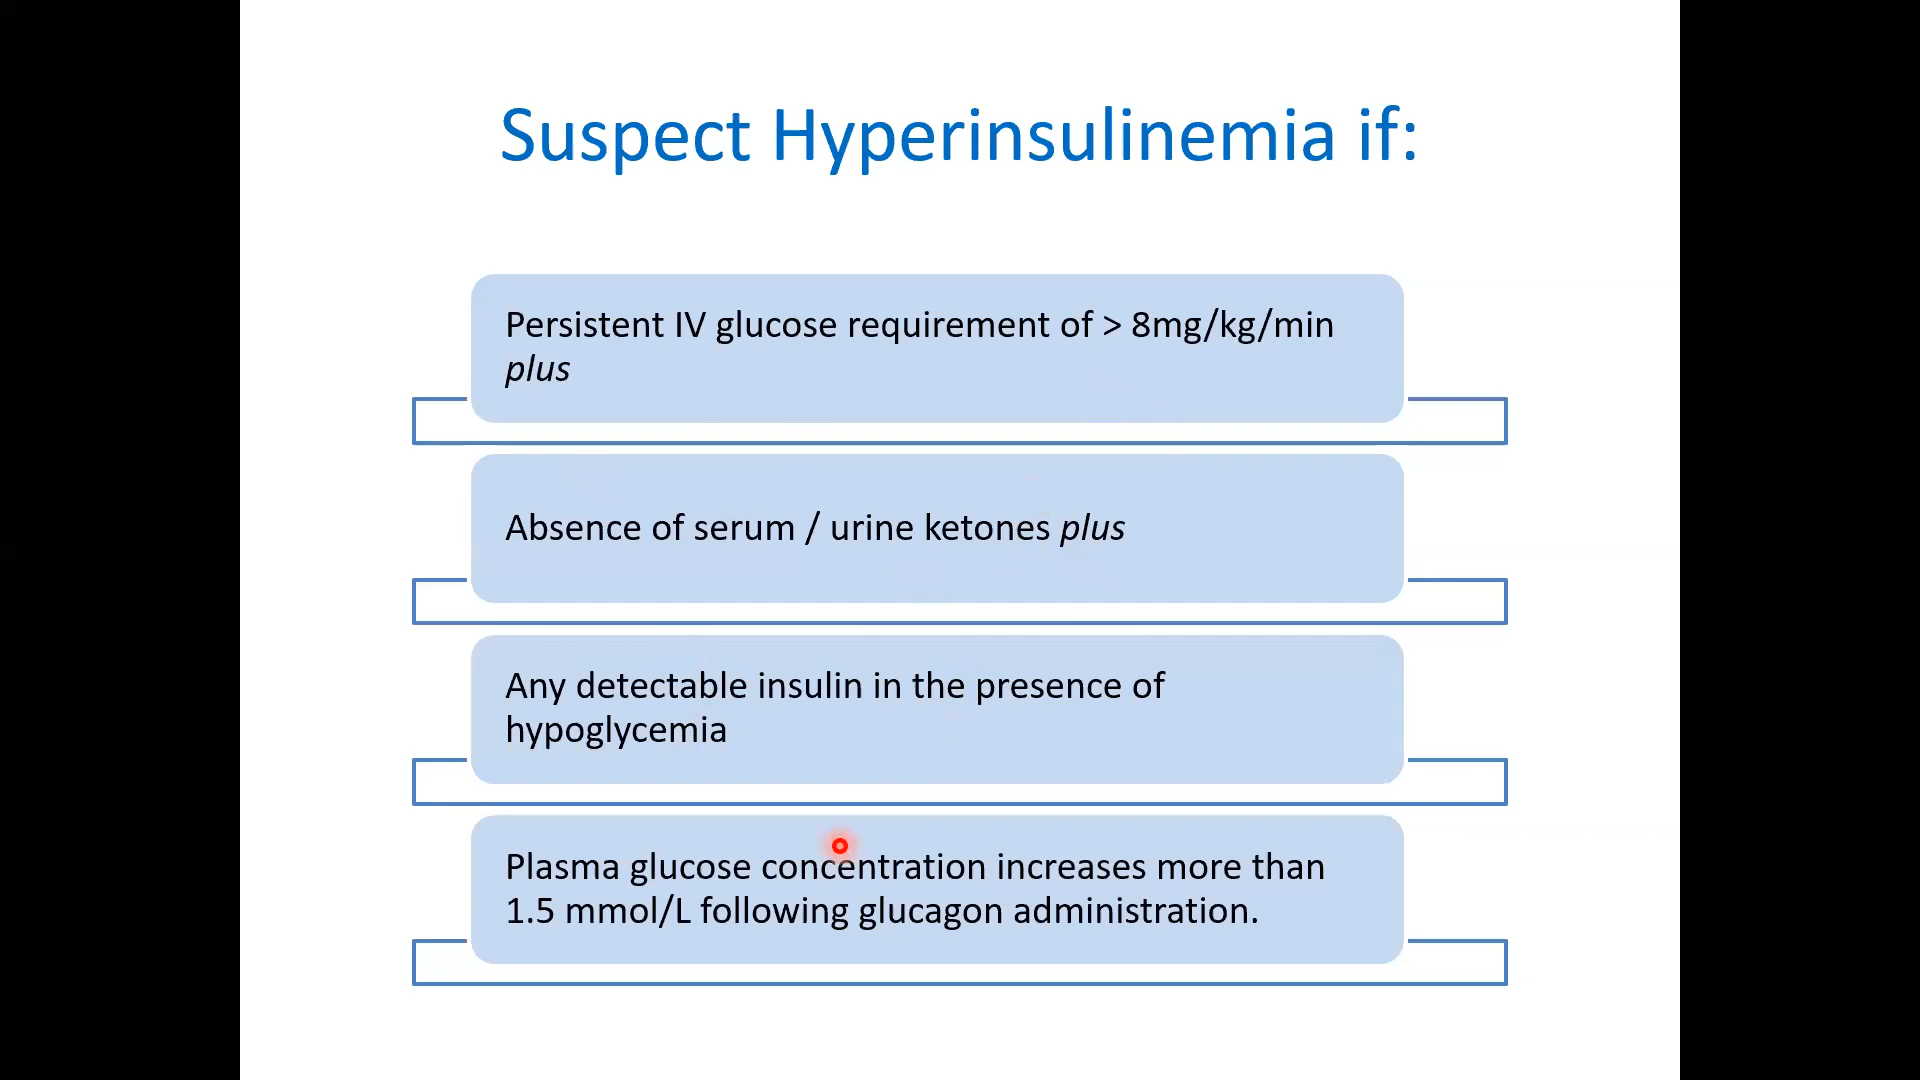 Suspect Hyperinsulinemia if:
Persistent IV glucose requirement of > 8mg/kg/min
plus
Absence of serum / urine ketones plus
Any detectable insulin in the presence of
hypoglycemia
Plasma glucose concentration increases more than
1.5 mmol/L following glucagon administration.